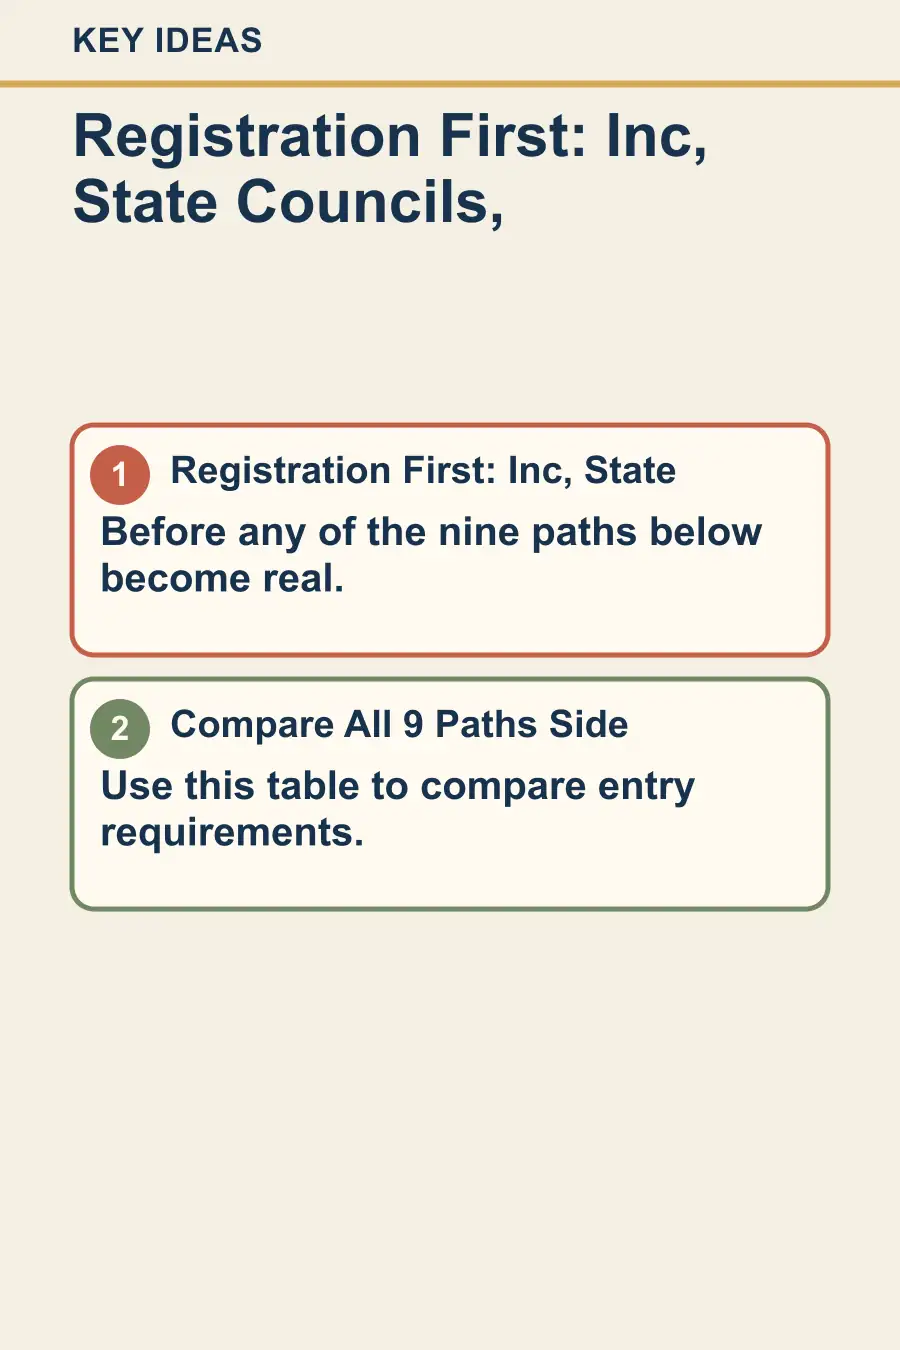 KEY IDEAS
Registration First: Inc,
State Councils,
1
Registration First: Inc, State
Before any of the nine paths below
become real.
2
Compare All 9 Paths Side
Use this table to compare entry
requirements.